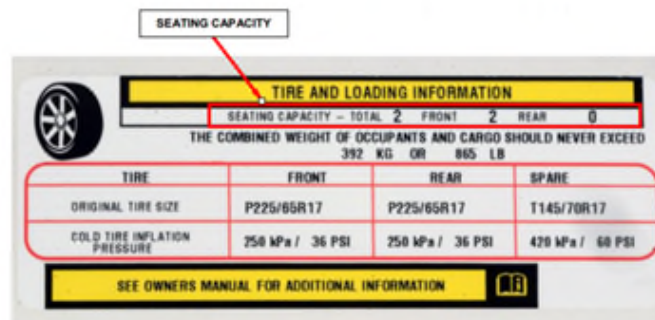 SEATING CAPACITY
TIRE AND LOADING INFORMATION
SEATING CAPACITY – TOTAL 2 FRONT 2 REAR 0
THE COMBINED WEIGHT OF OCCUPANTS AND CARGO SHOULD NEVER EXCEED
392 KG OR 865 LB
TIRE FRONT REAR SPARE
ORIGINAL TIRE SIZE P225/65R17 P225/65R17 T145/70R17
COLD TIRE INFLATION PRESSURE 250 kPa / 36 PSI 250 kPa / 36 PSI 420 kPa / 60 PSI
SEE OWNERS MANUAL FOR ADDITIONAL INFORMATION